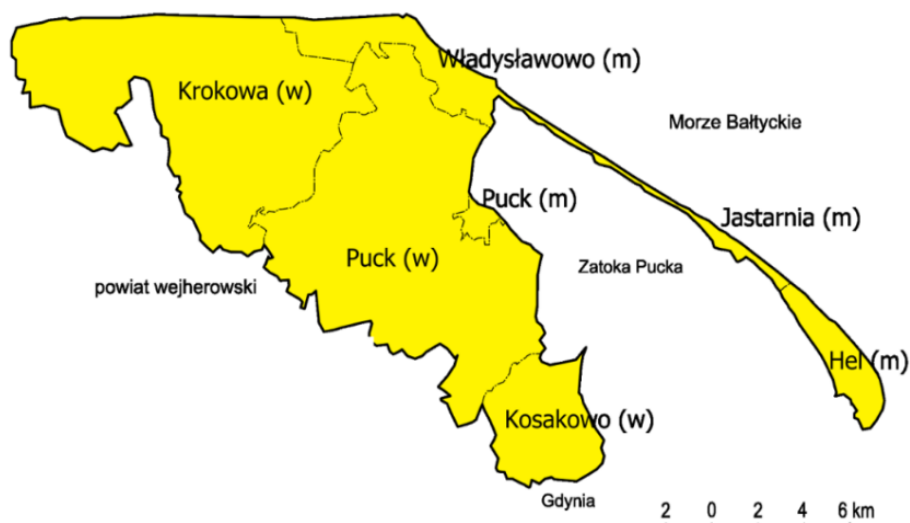 Władysławowo (m)
Krokowa (w)
Morze Bałtyckie
Puck (m)
Jastarnia (m)
Puck (w)
Zatoka Pucka
powiat wejherowski
Hel (m)
Kosakowo (w)
Gdynia
2 0 2 4 6 km